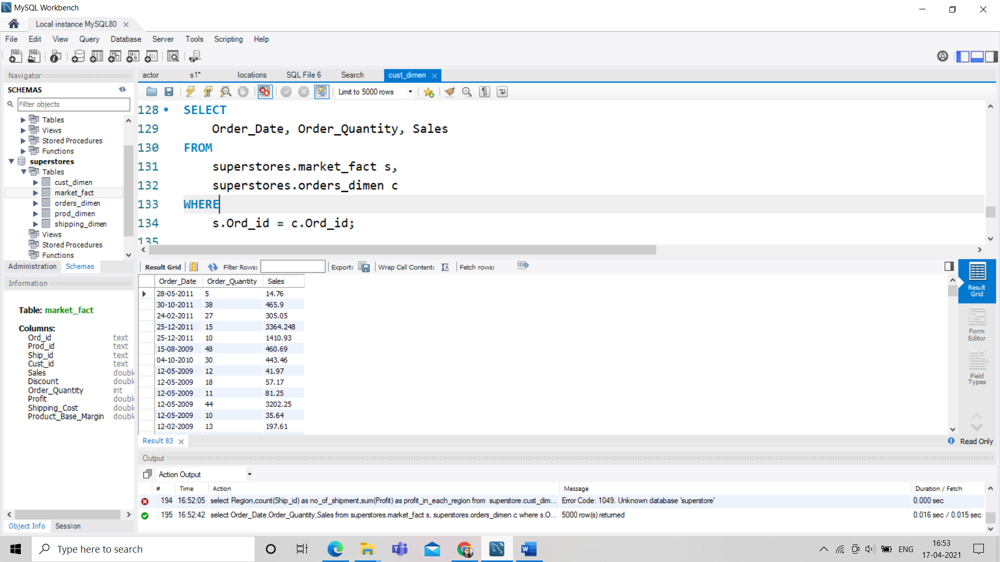 MySQL Workbench
Local instance MySQL80
File Edit View Query Database Server Tools Scripting Help
Navigator
SCHEMAS
Filter objects
Tables
Views
Stored Procedures
Functions
superstores
Tables
cust_dimen
market_fact
orders_dimen
prod_dimen
shipping_dimen
Views
Stored Procedures
Functions
Administration Schemas
Information
Table: market_fact
Columns:
Ord_id text
Prod_id text
Ship_id text
Cust_id text
Sales doubl
Discount doubl
Order_Quantity int
Profit doubl
Shipping_Cost doubl
Product_Base_Margin doubl
Object Info Session
actor s1* locations SQL File 6 Search cust_dimen
Limit to 5000 rows
128 SELECT
129 Order_Date, Order_Quantity, Sales
130 FROM
131 superstores.market_fact s,
132 superstores.orders_dimen c
133 WHERE
134 s.Ord_id = c.Ord_id;
135
Result Grid Filter Rows: Export: Wrap Cell Content: Fetch rows:
Order_Date Order_Quantity Sales
28-05-2011 5 14.76
30-10-2011 38 465.9
24-02-2011 27 305.05
25-12-2011 15 3364.248
25-12-2011 10 1410.93
15-08-2009 48 460.69
04-10-2010 30 443.46
12-05-2009 12 41.97
12-05-2009 18 57.17
12-05-2009 11 81.25
12-05-2009 44 3202.25
12-05-2009 10 35.64
12-02-2009 13 197.61
Result Grid
Form Editor
Field Types
Result 83
Read Only
Output
Action Output
# Time Action Message Duration / Fetch
194 16:52:05 select Region,count(Ship_id) as no_of_shipment,sum(Profit) as profit_in_each_region from superstore.cust_dim... Error Code: 1049. Unknown database 'superstore' 0.000 sec
195 16:52:42 select Order_Date,Order_Quantity,Sales from superstores.market_fact s, superstores.orders_dimen c where s.O... 5000 row(s) returned 0.016 sec / 0.015 sec
Type here to search
ENG
16:53
17-04-2021